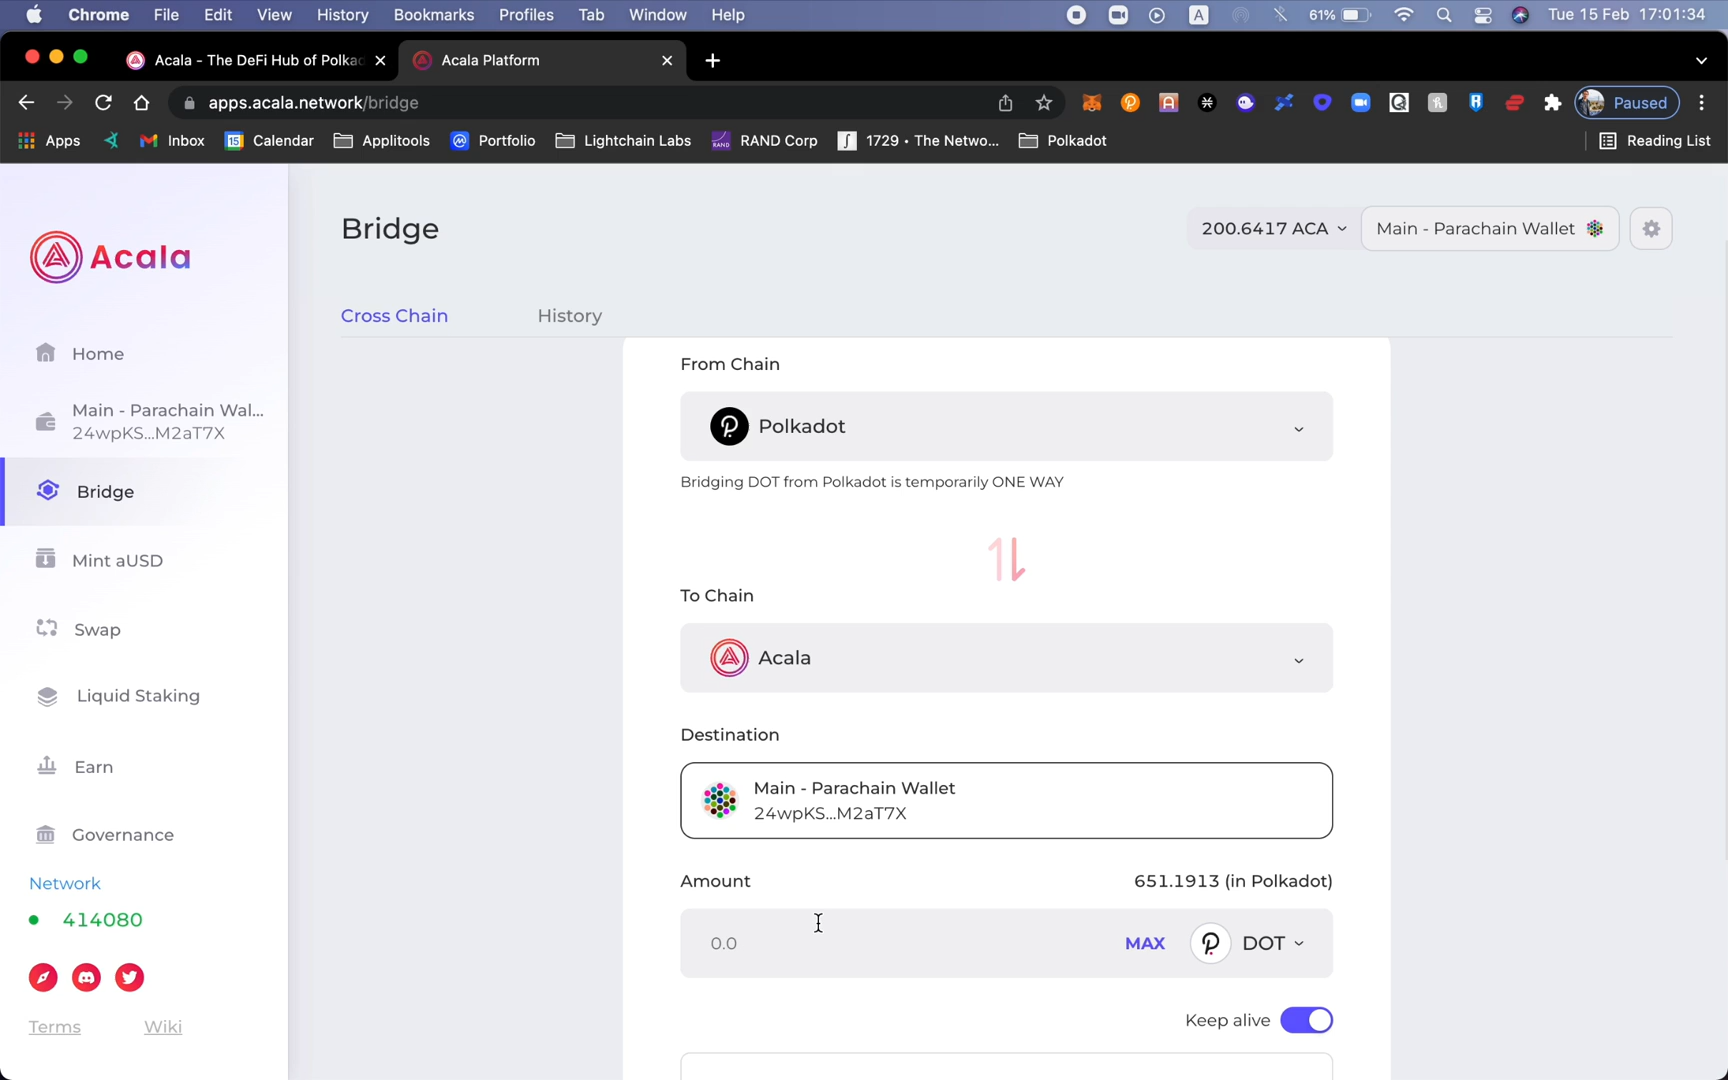 Chrome File Edit View History Bookmarks Profiles Tab Window Help A 61% Tue 15 Feb 17:01:34
Acala - The DeFi Hub of Polka
Acala Platform
apps.acala.network/bridge
Paused
Apps Inbox Calendar Applitools Portfolio Lightchain Labs RAND Corp 1729 • The Netwo... Polkadot Reading List
Acala
Home
Main - Parachain Wal...
24wpKS...M2aT7X
Bridge
Mint aUSD
Swap
Liquid Staking
Earn
Governance
Network
414080
Terms Wiki
Bridge
200.6417 ACA
Main - Parachain Wallet
Cross Chain History
From Chain
Polkadot
Bridging DOT from Polkadot is temporarily ONE WAY
To Chain
Acala
Destination
Main - Parachain Wallet
24wpKS...M2aT7X
Amount 651.1913 (in Polkadot)
0.0 MAX DOT
Keep alive